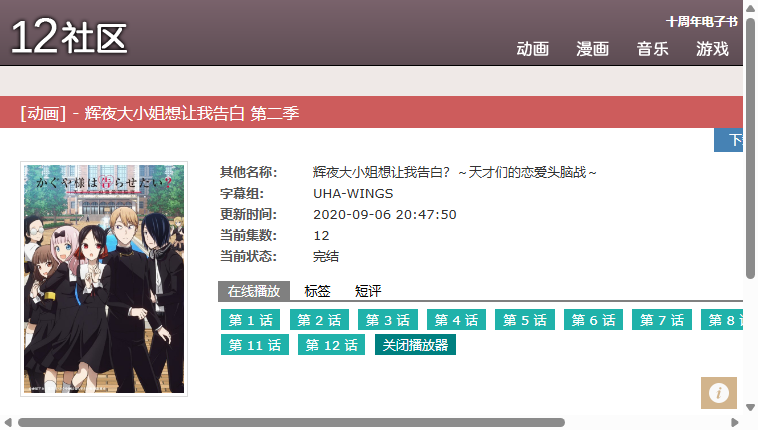 12社区
十周年电子书
动画 漫画 音乐 游戏
[动画] - 辉夜大小姐想让我告白 第二季
かぐや様は告らせたい?
其他名称: 辉夜大小姐想让我告白? ~天才们的恋爱头脑战~
字幕组: UHA-WINGS
更新时间: 2020-09-06 20:47:50
当前集数: 12
当前状态: 完结
在线播放 标签 短评
第 1 话 第 2 话 第 3 话 第 4 话 第 5 话 第 6 话 第 7 话 第 8
第 11 话 第 12 话 关闭播放器